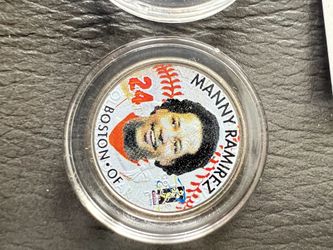 MANNY RAMIREZ
24
BOSTON • OF